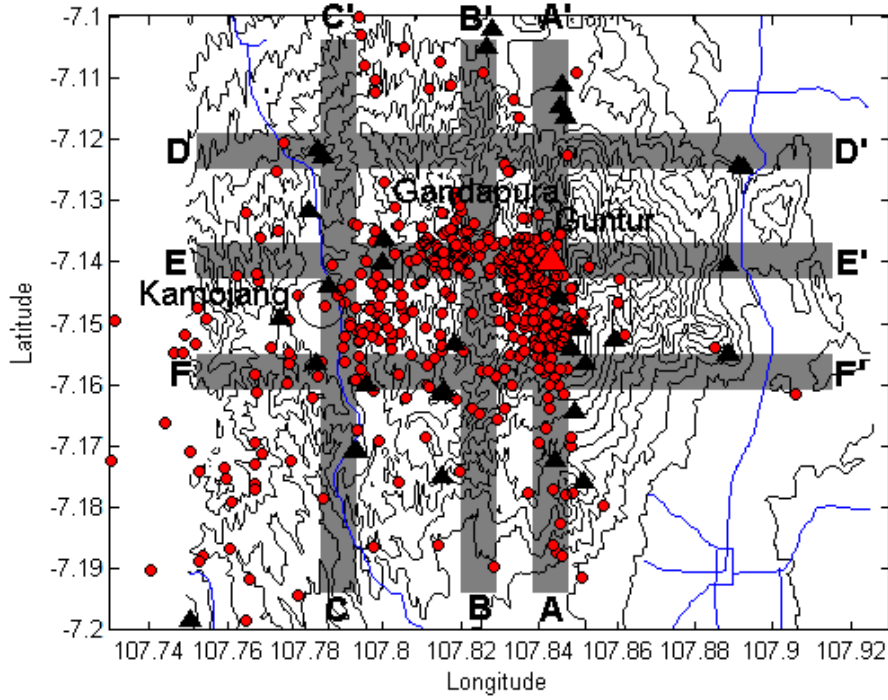 -7.1
C' B' A'
-7.11
-7.12
D D'
-7.13
Gandapura
Guntur
-7.14
E E'
Kamojang
-7.15
F F'
-7.16
-7.17
-7.18
-7.19
C B A
-7.2
107.74 107.76 107.78 107.8 107.82 107.84 107.86 107.88 107.9 107.92
Longitude
Latitude